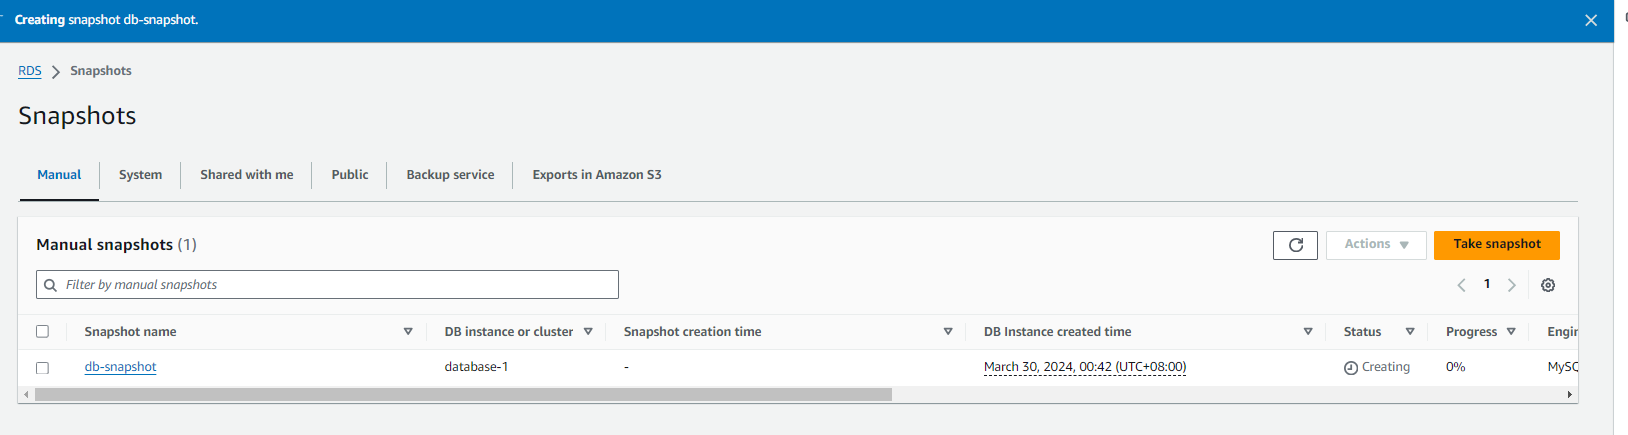 Creating snapshot db-snapshot.
RDS > Snapshots
Snapshots
Manual System Shared with me Public Backup service Exports in Amazon S3
Manual snapshots (1)
Actions Take snapshot
Filter by manual snapshots
1
Snapshot name DB instance or cluster Snapshot creation time DB Instance created time Status Progress Engin
db-snapshot database-1 - March 30, 2024, 00:42 (UTC+08:00) Creating 0% MySQ